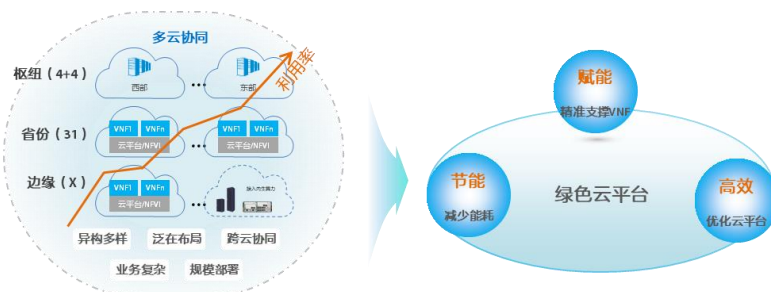 多云协同
利用率
枢纽（4+4）
西部
...
东部
省份（31）
VNF1 VNFn
云平台/NFVI
...
VNF1 VNFn
云平台/NFVI
边缘（X）
VNF1 VNFn
云平台/NFVI
...
异构多样 泛在布局 跨云协同
业务复杂 规模部署
赋能
精准支撑VNF
节能
减少能耗
绿色云平台
高效
优化云平台